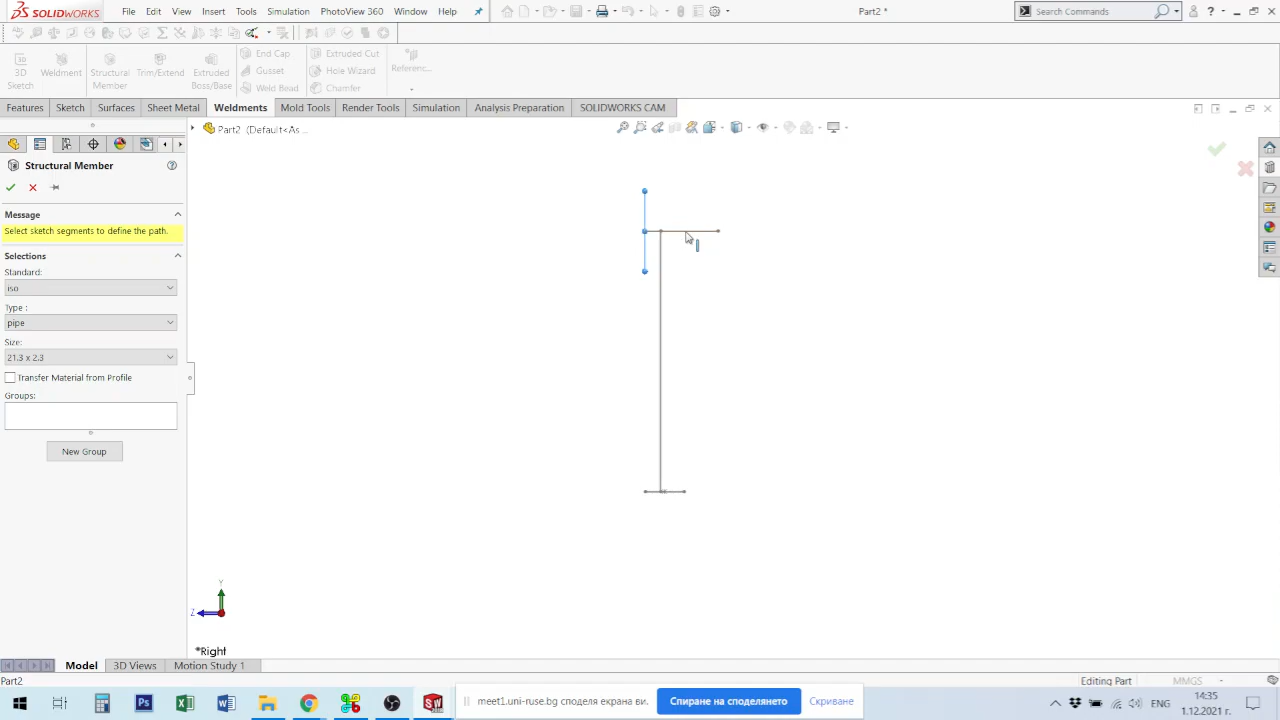 SOLIDWORKS File Edit View Insert Tools Simulation PhotoView 360 Window Help Part2 * Search Commands
3D Sketch
Weldment
Structural Member
Trim/Extend
Extruded Boss/Base
End Cap
Gusset
Weld Bead
Extruded Cut
Hole Wizard
Chamfer
Referenc...
Features Sketch Surfaces Sheet Metal Weldments Mold Tools Render Tools Simulation Analysis Preparation SOLIDWORKS CAM
Part2 (Default<As ...
Structural Member
Message
Select sketch segments to define the path.
Selections
Standard:
iso
Type :
pipe
Size:
21.3 x 2.3
Transfer Material from Profile
Groups:
New Group
Y
Z
*Right
Model 3D Views Motion Study 1
Part2 Editing Part MMGS
meet1.uni-ruse.bg споделя екрана ви. Спиране на споделянето Скриване
ENG
14:35
1.12.2021 г.